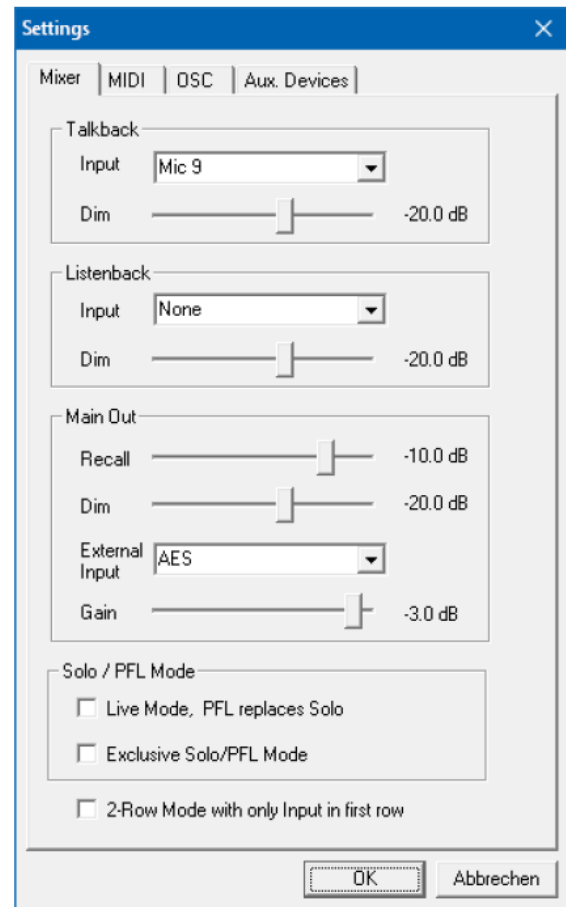 Settings
Mixer MIDI OSC Aux. Devices
Talkback
Input Mic 9
Dim -20.0 dB
Listenback
Input None
Dim -20.0 dB
Main Out
Recall -10.0 dB
Dim -20.0 dB
External
Input AES
Gain -3.0 dB
Solo / PFL Mode
Live Mode, PFL replaces Solo
Exclusive Solo/PFL Mode
2-Row Mode with only Input in first row
OK Abbrechen